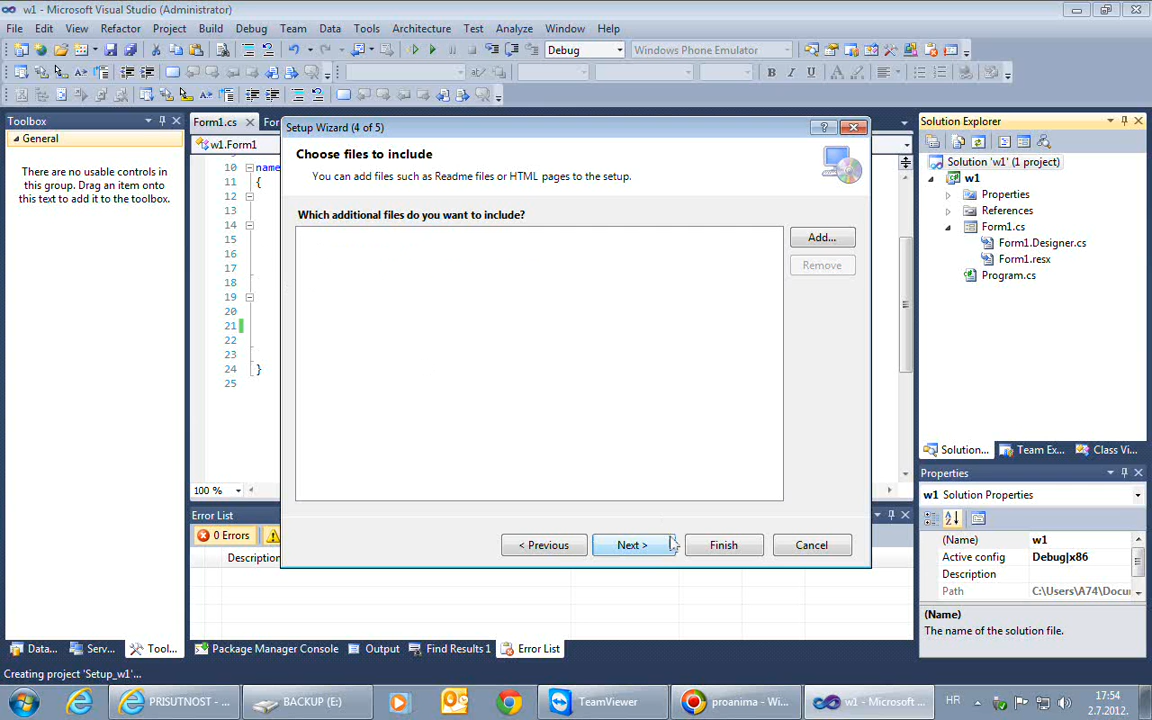 w1 - Microsoft Visual Studio (Administrator)
File Edit View Refactor Project Build Debug Team Data Tools Architecture Test Analyze Window Help
Debug Windows Phone Emulator
Toolbox
General
There are no usable controls in
this group. Drag an item onto
this text to add it to the toolbox.
Form1.cs
w1.Form1
10 name
11 {
12
13
14
15
16
17
18
19
20
21
22
23
24 }
25
100 %
Setup Wizard (4 of 5)
Choose files to include
You can add files such as Readme files or HTML pages to the setup.
Which additional files do you want to include?
Add...
Remove
< Previous Next > Finish Cancel
Solution Explorer
Solution 'w1' (1 project)
w1
Properties
References
Form1.cs
Form1.Designer.cs
Form1.resx
Program.cs
Solution... Team Ex... Class Vi...
Properties
w1 Solution Properties
(Name) w1
Active config Debug|x86
Description
Path C:\Users\A74\Docu
(Name)
The name of the solution file.
Error List
0 Errors
Description
Data... Serv... Tool...
Package Manager Console Output Find Results 1 Error List
Creating project 'Setup_w1'...
PRISUTNOST - ... BACKUP (E:) TeamViewer proanima - Wi... w1 - Microsoft ... HR 17:54
2.7.2012.